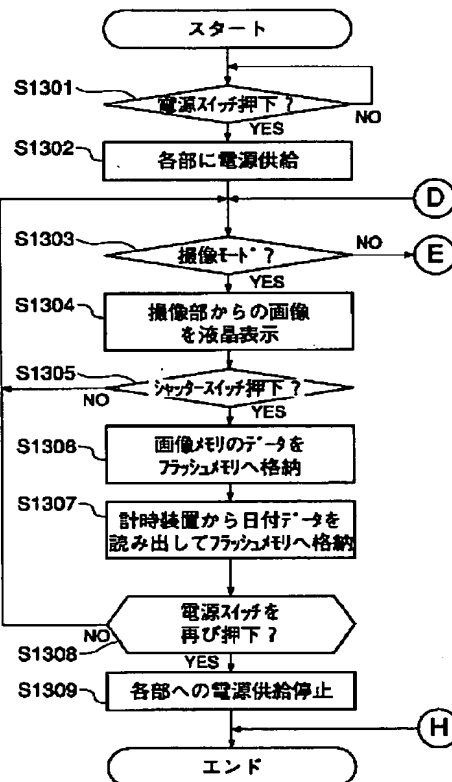 スタート
S1301
電源スイッチ押下?
NO
YES
S1302
各部に電源供給
D
S1303
撮像モード?
NO
E
YES
S1304
撮像部からの画像
を液晶表示
S1305
シャッタースイッチ押下?
NO
YES
S1306
画像メモリのデータを
フラッシュメモリへ格納
S1307
計時装置から日付データを
読み出してフラッシュメモリへ格納
電源スイッチを
再び押下?
NO
S1308
YES
S1309
各部への電源供給停止
H
エンド